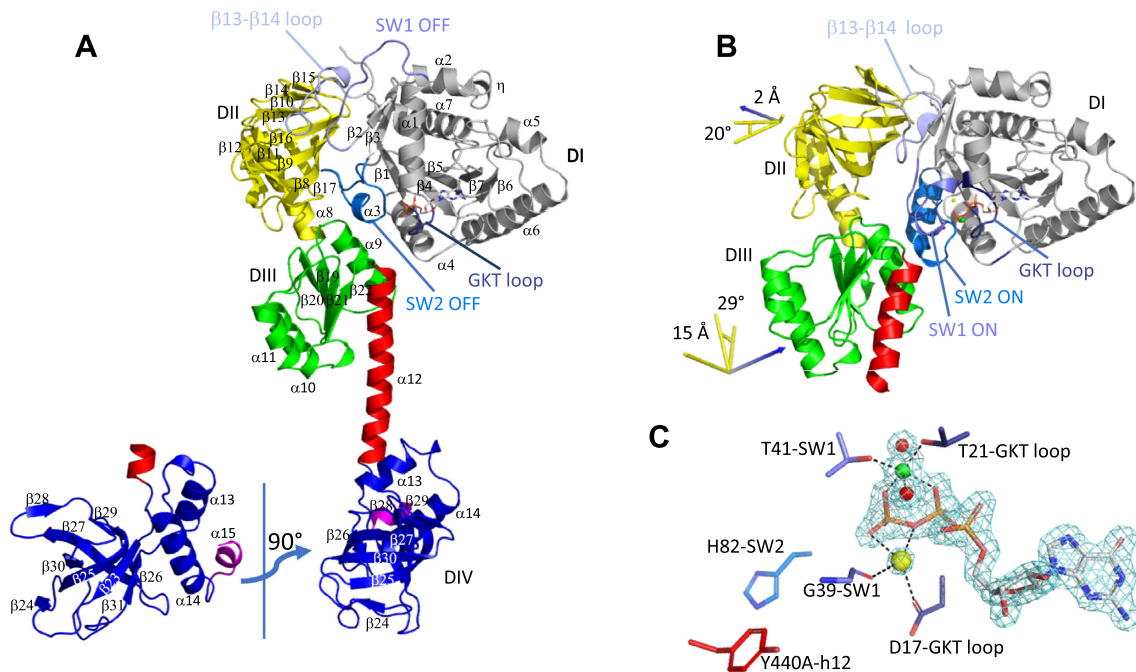 A
β13-β14 loop
SW1 OFF
α2
β15
β14
η
DII
β10
α7
β13
α1
α5
β2
β16
β3
β12
β11
DI
β9
β5
β1
β6
β8
β4
β7
β17
α3
α8
α6
α9
α4
DIII
GKT loop
β19
β22
β20
β21
SW2 OFF
α11
α12
α10
α13
β28
α13
β29
β28
β29
α14
β27
α15
β26
β27
90°
β30
β30
β25
β23
β26
β25
DIV
α14
β24
β31
β24
B
β13-β14 loop
2 Å
DI
20°
DII
DIII
GKT loop
SW2 ON
29°
SW1 ON
15 Å
C
T41-SW1
T21-GKT loop
H82-SW2
G39-SW1
D17-GKT loop
Y440A-h12